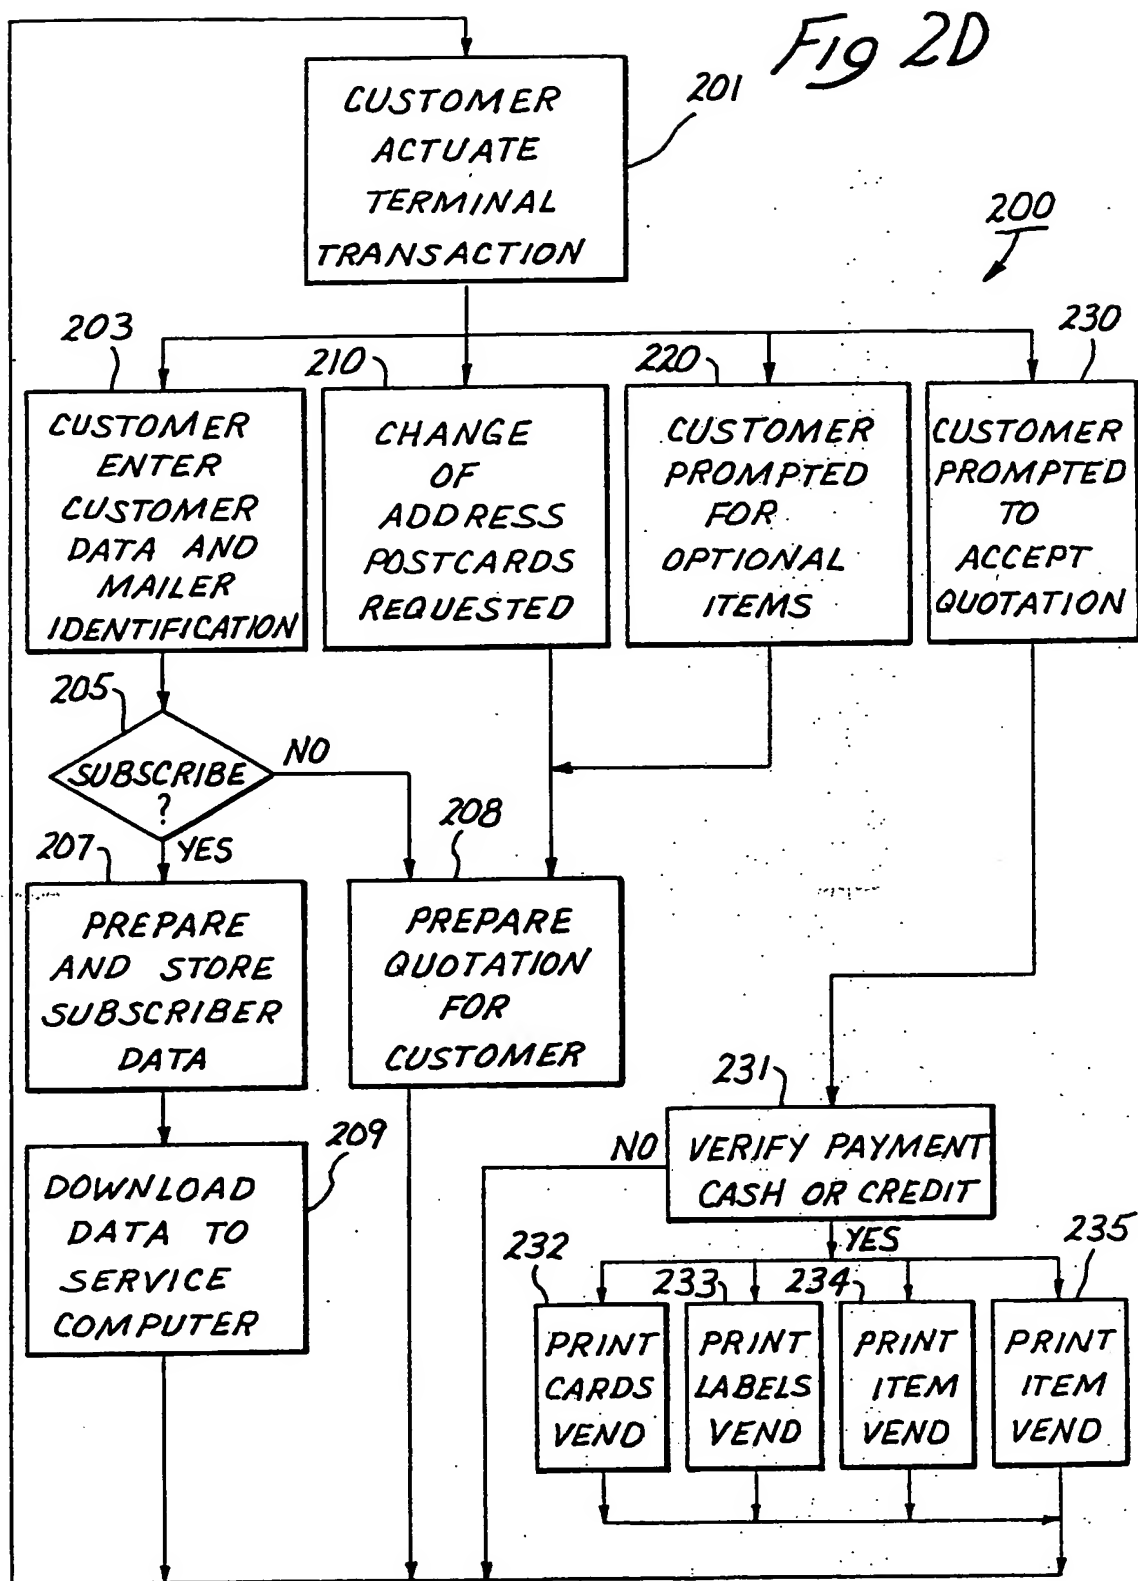 Fig 2D
201
CUSTOMER
ACTUATE
TERMINAL
TRANSACTION
200
203
CUSTOMER
ENTER
CUSTOMER
DATA AND
MAILER
IDENTIFICATION
210
CHANGE
OF
ADDRESS
POSTCARDS
REQUESTED
220
CUSTOMER
PROMPTED
FOR
OPTIONAL
ITEMS
230
CUSTOMER
PROMPTED
TO
ACCEPT
QUOTATION
205
SUBSCRIBE
?
NO
YES
207
PREPARE
AND STORE
SUBSCRIBER
DATA
208
PREPARE
QUOTATION
FOR
CUSTOMER
209
DOWNLOAD
DATA TO
SERVICE
COMPUTER
231
VERIFY PAYMENT
CASH OR CREDIT
NO
YES
232
PRINT
CARDS
VEND
233
PRINT
LABELS
VEND
234
PRINT
ITEM
VEND
235
PRINT
ITEM
VEND